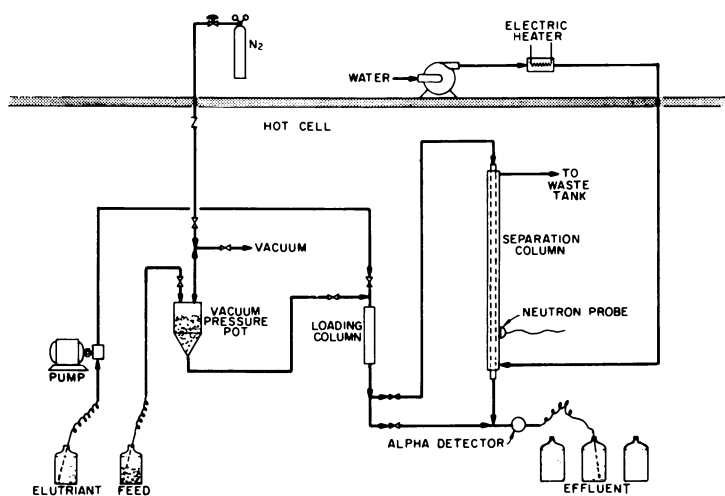 ELECTRIC
HEATER
N2
WATER
HOT CELL
TO
WASTE
TANK
VACUUM
SEPARATION
COLUMN
VACUUM
PRESSURE
POT
NEUTRON PROBE
LOADING
COLUMN
PUMP
ALPHA DETECTOR
ELUTRIANT
FEED
EFFLUENT